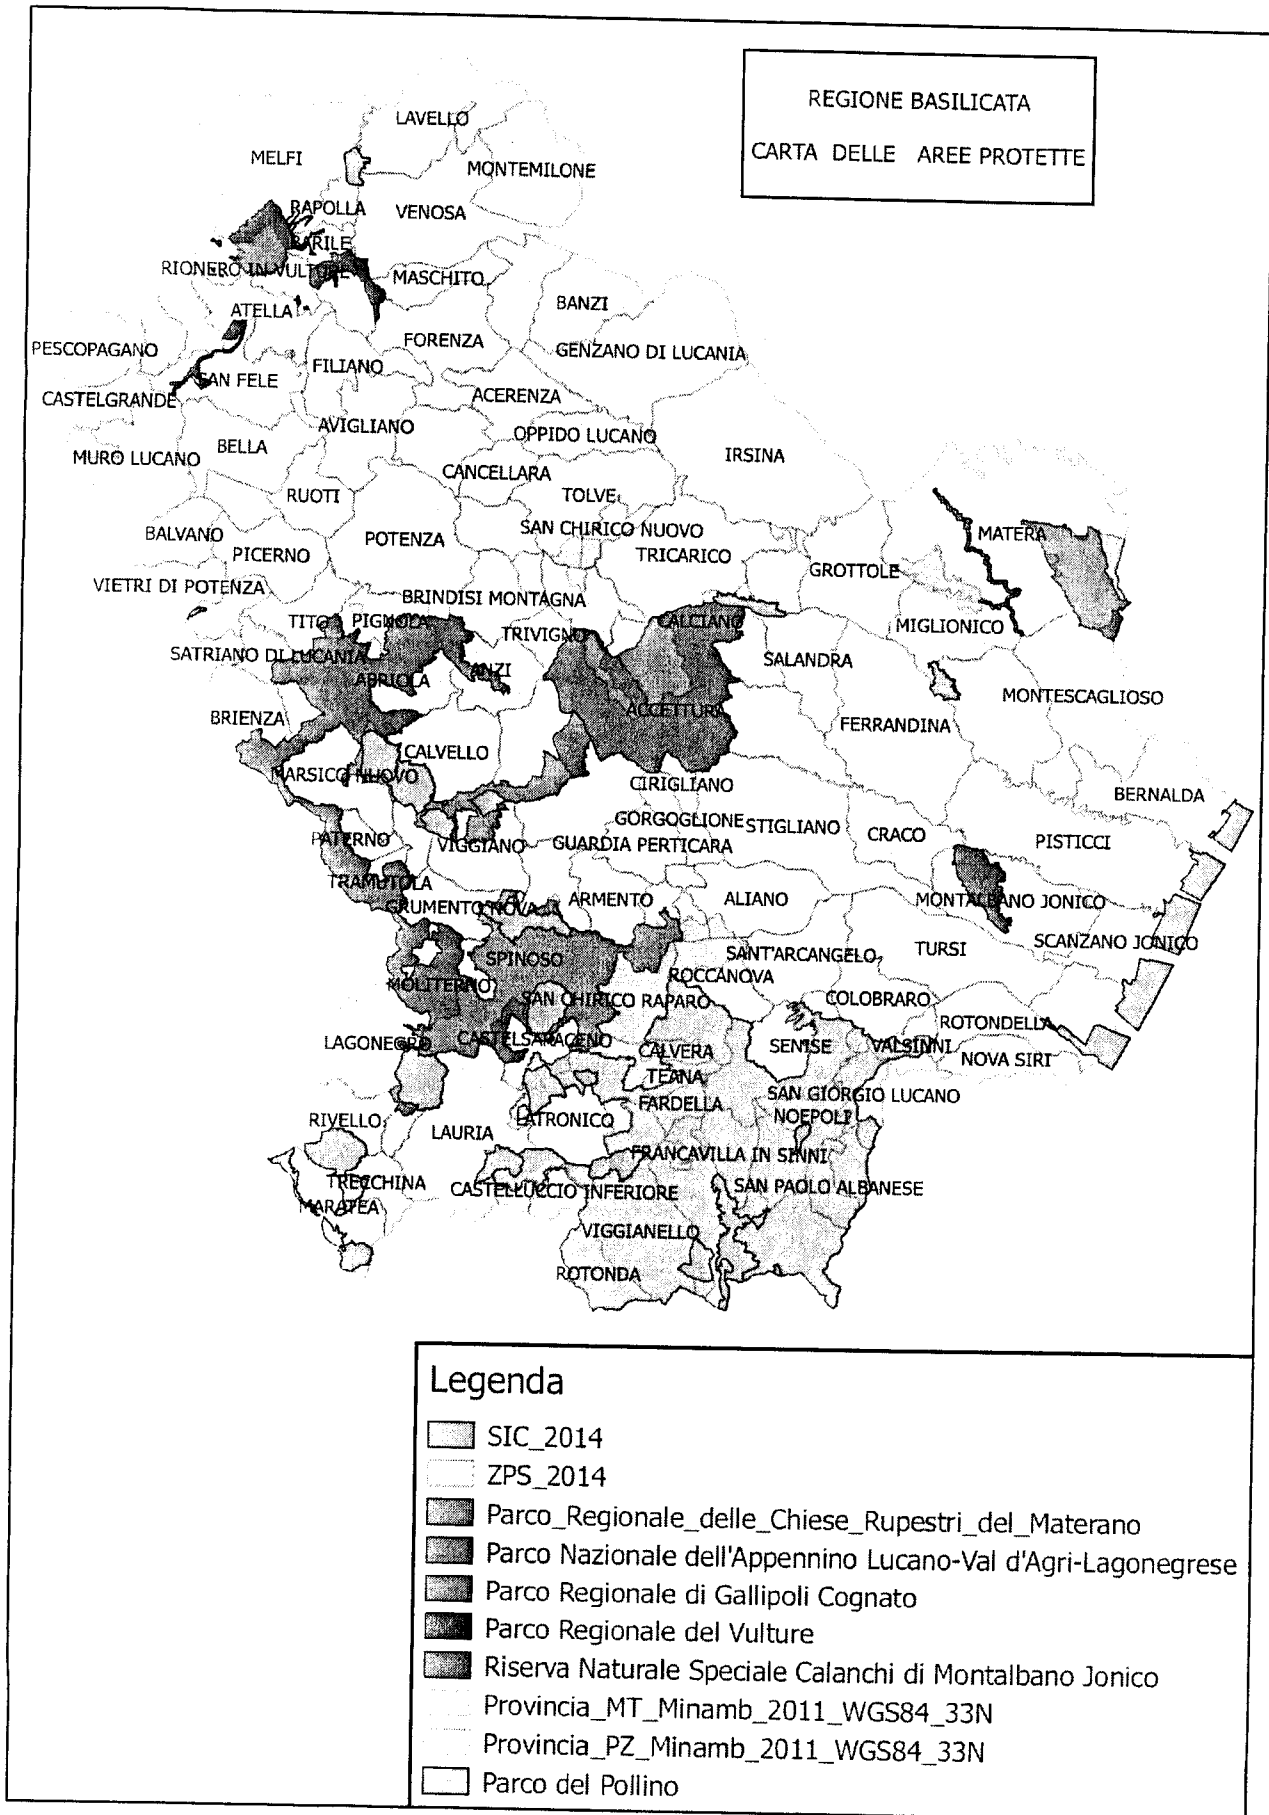 REGIONE BASILICATA
CARTA DELLE AREE PROTETTE
LAVELLO
MELFI
MONTEMILONE
RAPOLLA
VENOSA
BARILE
RIONERO IN VULTURE
MASCHITO
BANZI
ATELLA
FORENZA
GENZANO DI LUCANIA
PESCOPAGANO
FILIANO
SAN FELE
ACERENZA
CASTELGRANDE
AVIGLIANO
OPPIDO LUCANO
BELLA
IRSINA
MURO LUCANO
CANCELLARA
RUOTI
TOLVE
BALVANO
POTENZA
SAN CHIRICO NUOVO
MATERA
PICERNO
TRICARICO
GROTTOLE
VIETRI DI POTENZA
BRINDISI MONTAGNA
TITO
PIGNOLA
CALCIANO
MIGLIONICO
TRIVIGNO
SATRIANO DI LUCANIA
SALANDRA
ANZI
ABRIOLA
MONTESCAGLIOSO
ACCETTURA
BRIENZA
FERRANDINA
CALVELLO
MARSICO NUOVO
CIRIGLIANO
BERNALDA
GORGOGLIONE
STIGLIANO
CRACO
PISTICCI
PATERNO
VIGGIANO
GUARDIA PERTICARA
TRAMUTOLA
ARMENTO
ALIANO
MONTALBANO JONICO
GRUMENTO NOVA
SCANZANO JONICO
SPINOSO
SANT'ARCANGELO
TURSI
ROCCANOVA
MOLITERNO
SAN CHIRICO RAPARO
COLOBRARO
ROTONDELLA
LAGONEGRO
CASTELSARACENO
CALVERA
SENISE
VALSINNI
NOVA SIRI
TEANA
SAN GIORGIO LUCANO
FARDELLA
NOEPOLI
RIVELLO
LAURIA
LATRONICO
FRANCAVILLA IN SINNI
TRECCHINA
CASTELLUCCIO INFERIORE
SAN PAOLO ALBANESE
MARATEA
VIGGIANELLO
ROTONDA
Legenda
SIC_2014
ZPS_2014
Parco_Regionale_delle_Chiese_Rupestri_del_Materano
Parco Nazionale dell'Appennino Lucano-Val d'Agri-Lagonegrese
Parco Regionale di Gallipoli Cognato
Parco Regionale del Vulture
Riserva Naturale Speciale Calanchi di Montalbano Jonico
Provincia_MT_Minamb_2011_WGS84_33N
Provincia_PZ_Minamb_2011_WGS84_33N
Parco del Pollino